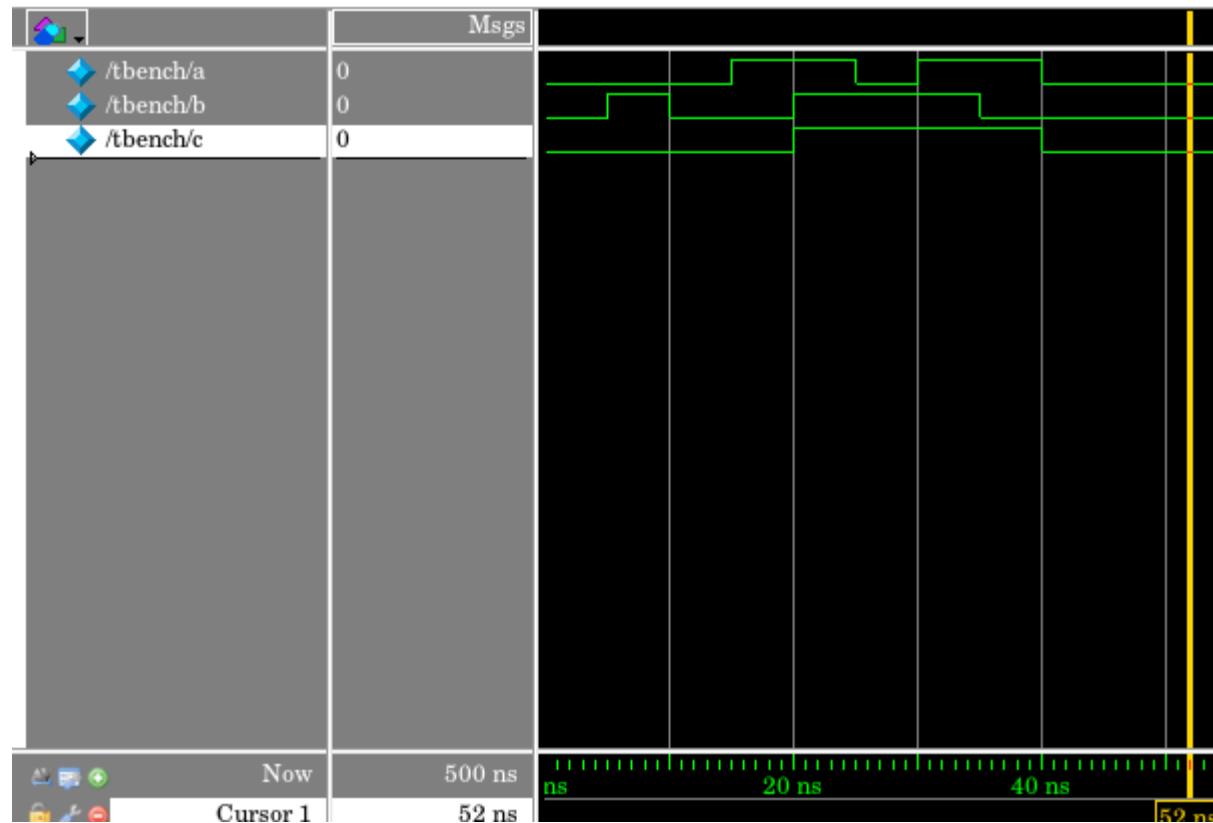 Msgs
/tbench/a 0
/tbench/b 0
/tbench/c 0
Now 500 ns ns 20 ns 40 ns
Cursor 1 52 ns 52 ns